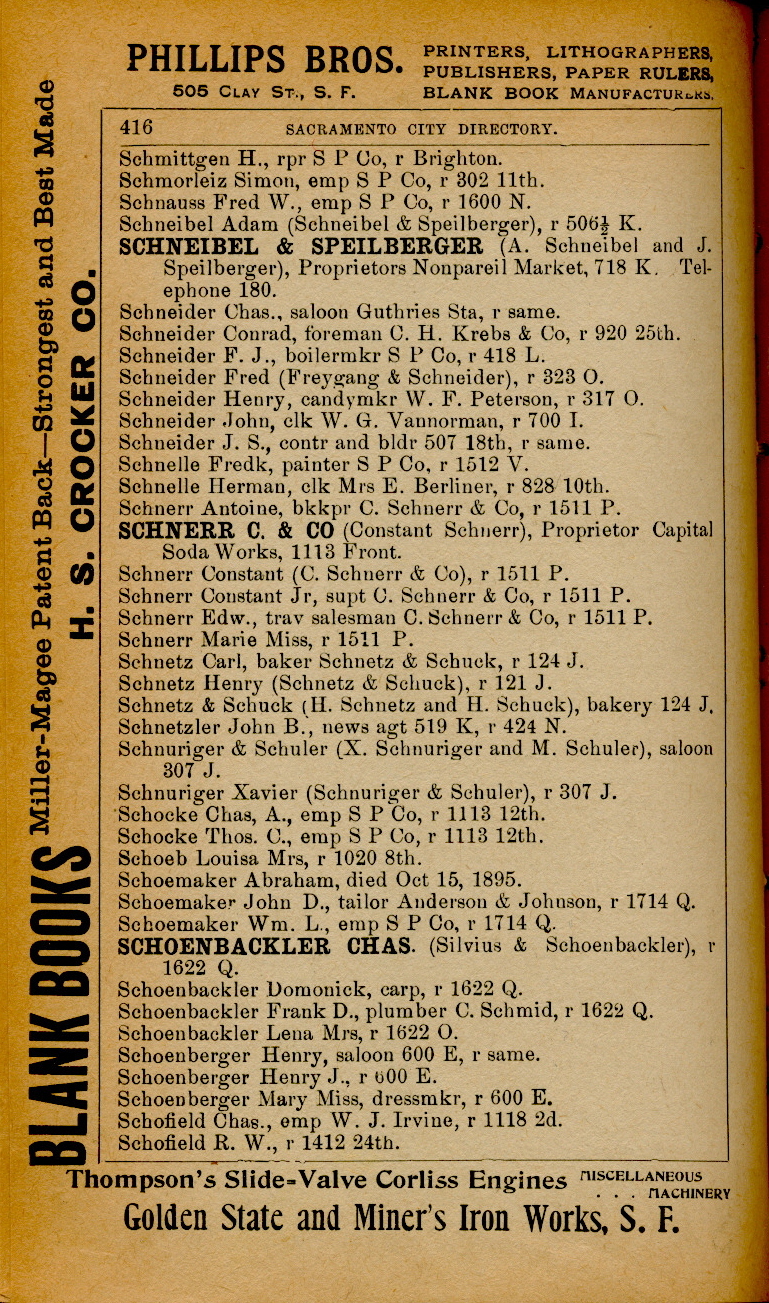 PHILLIPS BROS.
505 CLAY ST., S. F.
PRINTERS, LITHOGRAPHERS,
PUBLISHERS, PAPER RULERS,
BLANK BOOK MANUFACTURERS.
BLANK BOOKS
Miller-Magee Patent Back—Strongest and Best Made
H. S. CROCKER CO.
416 SACRAMENTO CITY DIRECTORY.
Schmittgen H., rpr S P Co, r Brighton.
Schmorleiz Simon, emp S P Co, r 302 11th.
Schnauss Fred W., emp S P Co, r 1600 N.
Schneibel Adam (Schneibel & Speilberger), r 506½ K.
SCHNEIBEL & SPEILBERGER (A. Schneibel and J.
Speilberger), Proprietors Nonpareil Market, 718 K. Tel-
ephone 180.
Schneider Chas., saloon Guthries Sta, r same.
Schneider Conrad, foreman C. H. Krebs & Co, r 920 25th.
Schneider F. J., boilermkr S P Co, r 418 L.
Schneider Fred (Freygang & Schneider), r 323 O.
Schneider Henry, candymkr W. F. Peterson, r 317 O.
Schneider John, clk W. G. Vannorman, r 700 I.
Schneider J. S., contr and bldr 507 18th, r same.
Schnelle Fredk, painter S P Co, r 1512 V.
Schnelle Herman, clk Mrs E. Berliner, r 828 10th.
Schnerr Antoine, bkkpr C. Schnerr & Co, r 1511 P.
SCHNERR C. & CO (Constant Schnerr), Proprietor Capital
Soda Works, 1113 Front.
Schnerr Constant (C. Schnerr & Co), r 1511 P.
Schnerr Constant Jr, supt C. Schnerr & Co, r 1511 P.
Schnerr Edw., trav salesman C. Schnerr & Co, r 1511 P.
Schnerr Marie Miss, r 1511 P.
Schnetz Carl, baker Schnetz & Schuck, r 124 J.
Schnetz Henry (Schnetz & Schuck), r 121 J.
Schnetz & Schuck (H. Schnetz and H. Schuck), bakery 124 J.
Schnetzler John B., news agt 519 K, r 424 N.
Schnuriger & Schuler (X. Schnuriger and M. Schuler), saloon
307 J.
Schnuriger Xavier (Schnuriger & Schuler), r 307 J.
Schocke Chas, A., emp S P Co, r 1113 12th.
Schocke Thos. C., emp S P Co, r 1113 12th.
Schoeb Louisa Mrs, r 1020 8th.
Schoemaker Abraham, died Oct 15, 1895.
Schoemaker John D., tailor Anderson & Johnson, r 1714 Q.
Schoemaker Wm. L., emp S P Co, r 1714 Q.
SCHOENBACKLER CHAS. (Silvius & Schoenbackler), r
1622 Q.
Schoenbackler Domonick, carp, r 1622 Q.
Schoenbackler Frank D., plumber C. Schmid, r 1622 Q.
Schoenbackler Lena Mrs, r 1622 O.
Schoenberger Henry, saloon 600 E, r same.
Schoenberger Henry J., r 600 E.
Schoenberger Mary Miss, dressmkr, r 600 E.
Schofield Chas., emp W. J. Irvine, r 1118 2d.
Schofield R. W., r 1412 24th.
Thompson's Slide-Valve Corliss Engines MISCELLANEOUS
. . . MACHINERY
Golden State and Miner's Iron Works, S. F.